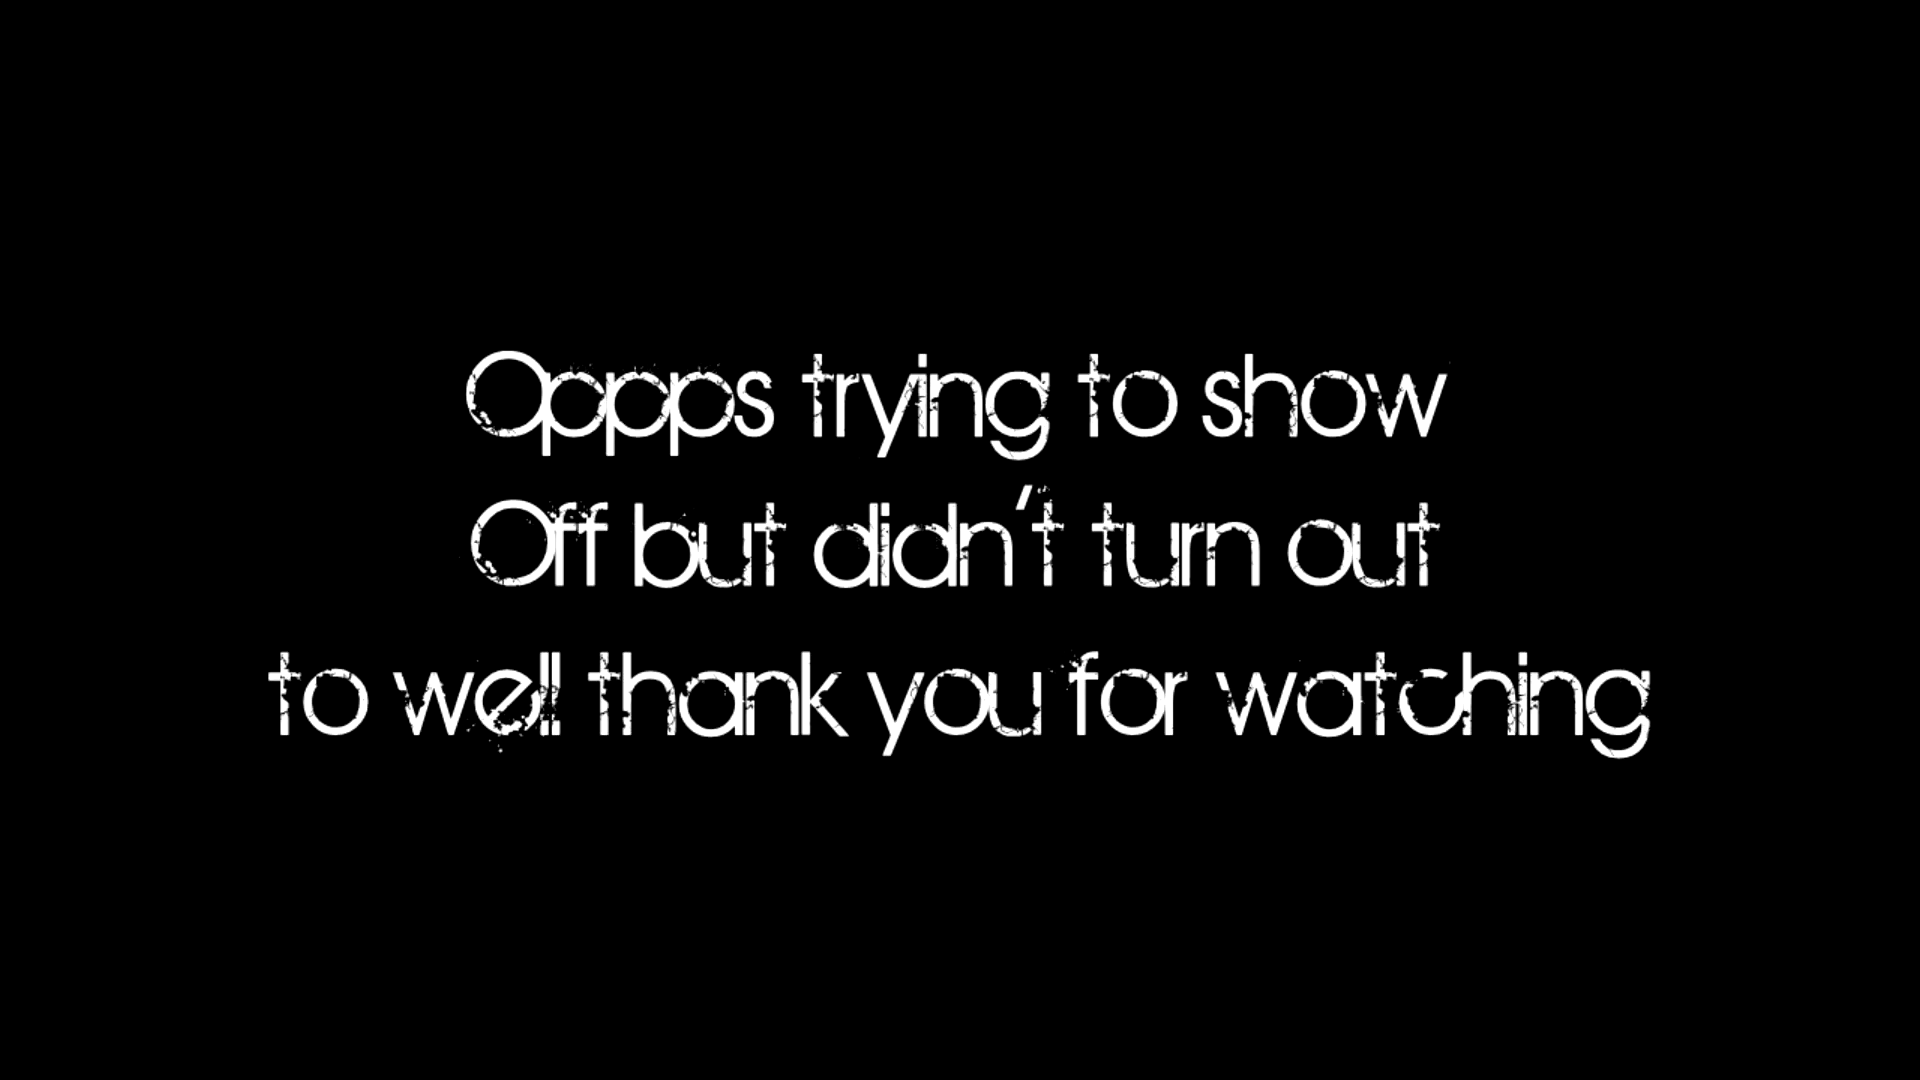 Oppps trying to show
Off but didn't turn out
to well thank you for watching